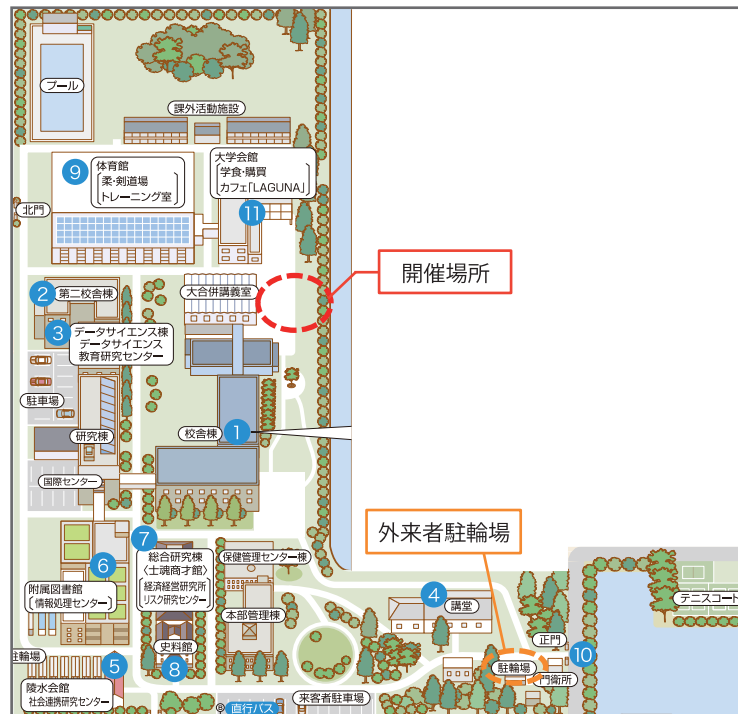 プール
課外活動施設
9
体育館
柔・剣道場
トレーニング室
大学会館
学食・購買
カフェ「LAGUNA」
11
北門
開催場所
2
第二校舎棟
大合併講義室
3
データサイエンス棟
データサイエンス
教育研究センター
駐車場
研究棟
校舎棟
1
国際センター
外来者駐輪場
7
総合研究棟
〈士魂商才館〉
経済経営研究所
リスク研究センター
保健管理センター棟
6
附属図書館
情報処理センター
本部管理棟
4
講堂
テニスコート
正門
10
史料館
8
駐輪場
門衛所
駐輪場
5
陵水会館
社会連携研究センター
来客者駐車場
B
直行バス